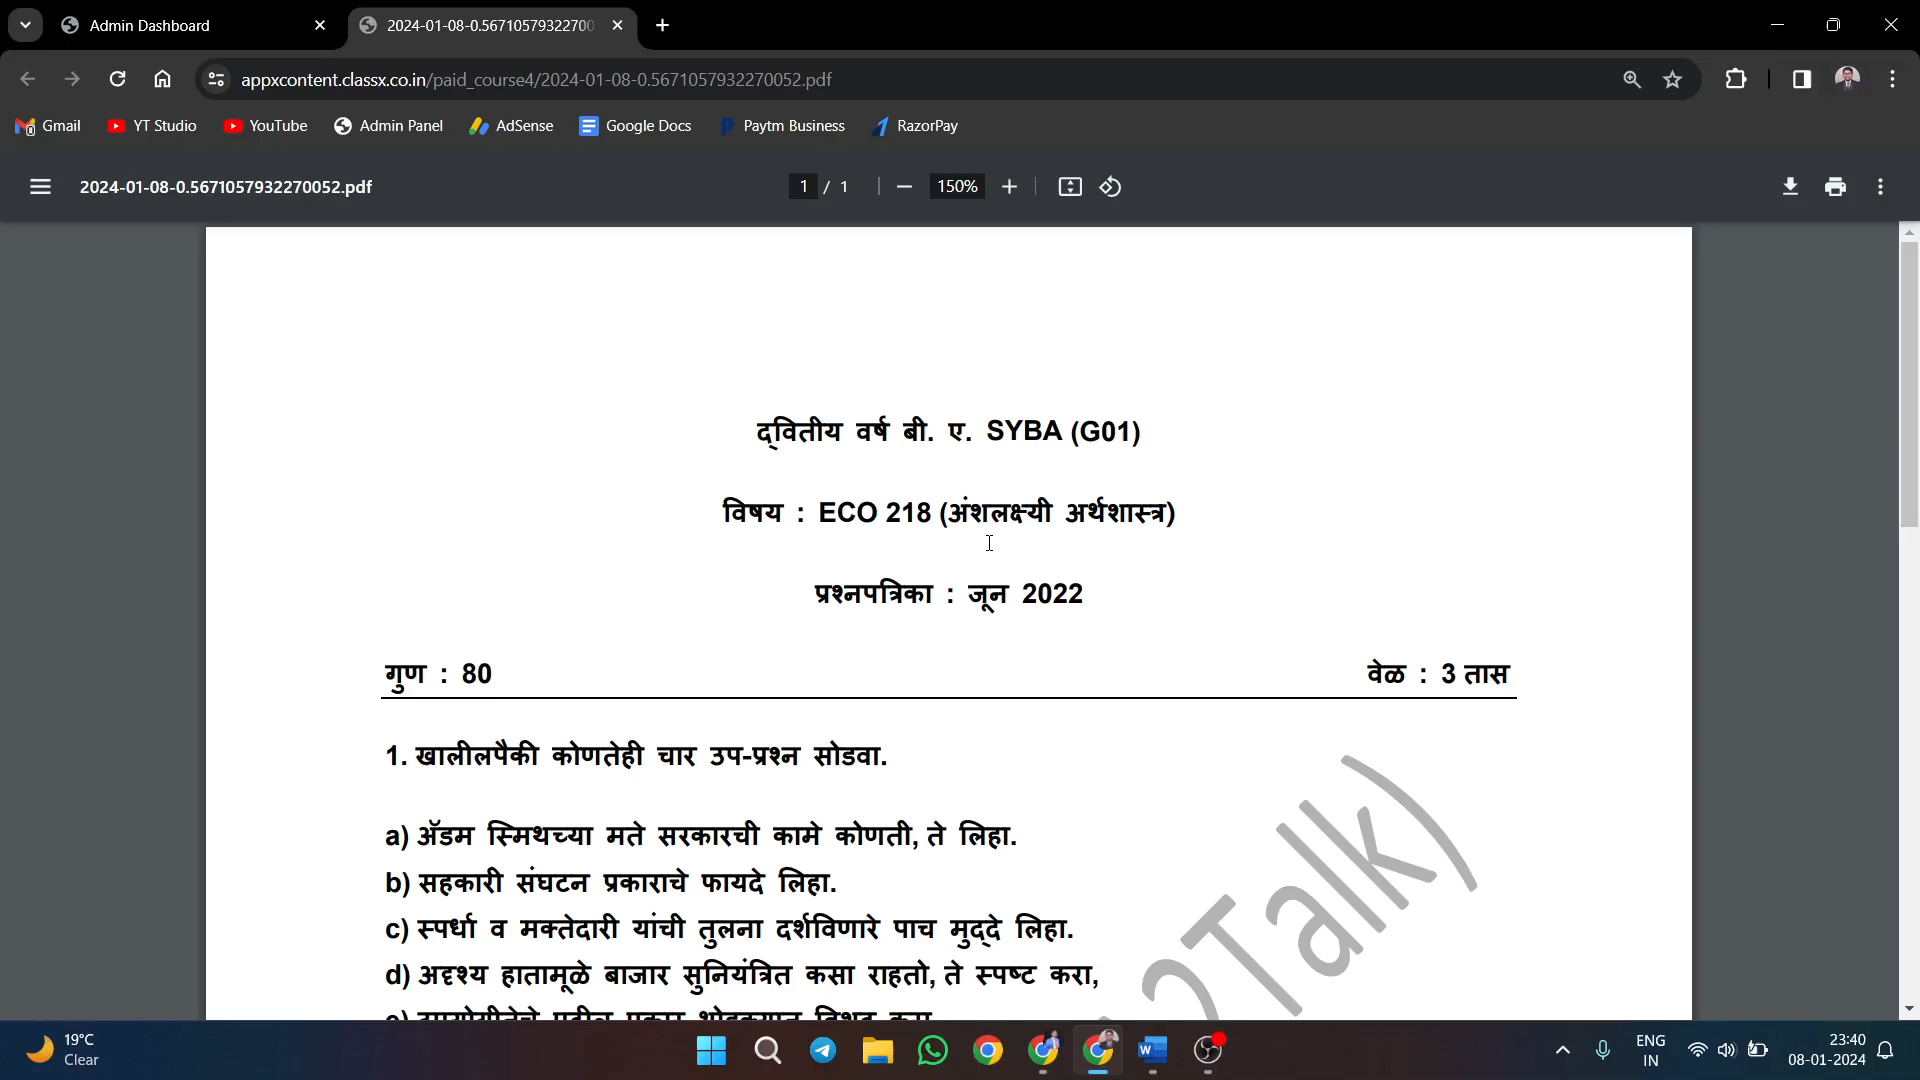 Admin Dashboard
2024-01-08-0.5671057932270
appxcontent.classx.co.in/paid_course4/2024-01-08-0.5671057932270052.pdf
Gmail YT Studio YouTube Admin Panel AdSense Google Docs Paytm Business RazorPay
2024-01-08-0.5671057932270052.pdf 1 / 1 150%
द्वितीय वर्ष बी. ए. SYBA (G01)
विषय : ECO 218 (अंशलक्ष्यी अर्थशास्त्र)
प्रश्नपत्रिका : जून 2022
गुण : 80 वेळ : 3 तास
1. खालीलपैकी कोणतेही चार उप-प्रश्न सोडवा.
a) ॲडम स्मिथच्या मते सरकारची कामे कोणती, ते लिहा.
b) सहकारी संघटन प्रकाराचे फायदे लिहा.
c) स्पर्धा व मक्तेदारी यांची तुलना दर्शविणारे पाच मुद्दे लिहा.
d) अदृश्य हातामूळे बाजार सुनियंत्रित कसा राहतो, ते स्पष्ट करा,
2Talk)
19°C
Clear
ENG
IN
23:40
08-01-2024